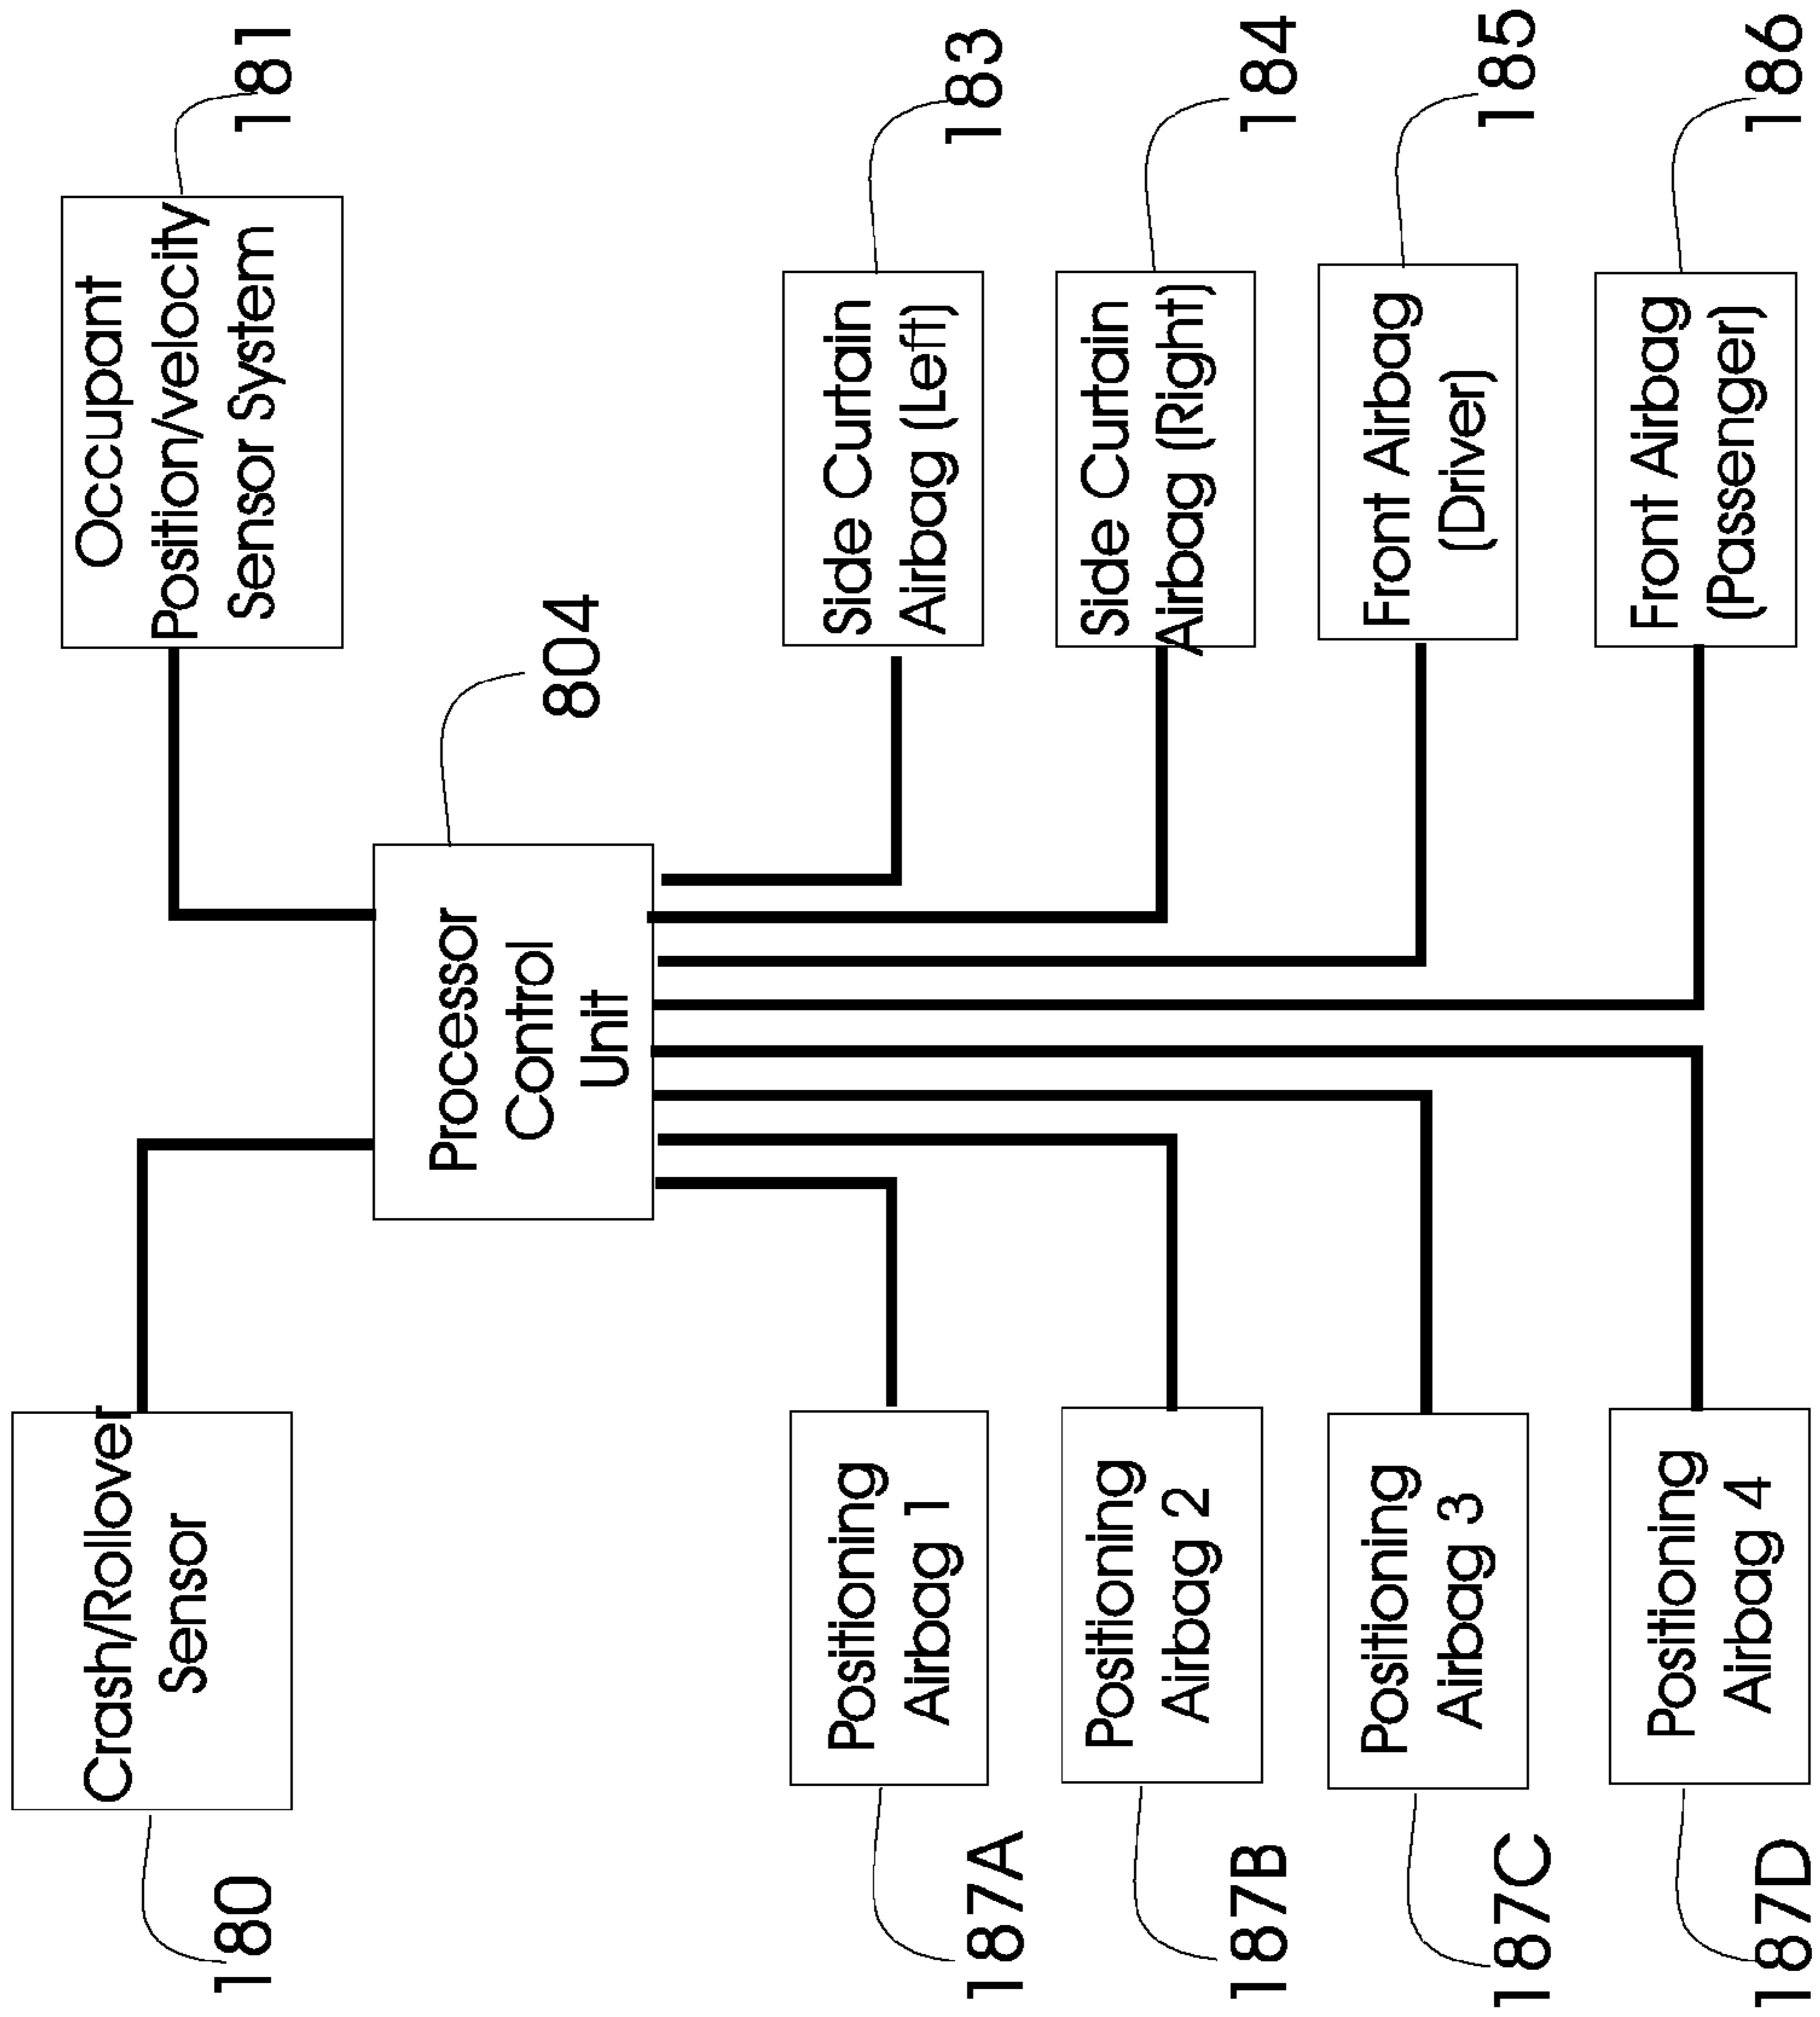 Crash/Rollover
Sensor
180
Occupant
Position/velocity
Sensor System
181
Processor
Control
Unit
804
Positioning
Airbag 1
187A
Side Curtain
Airbag (Left)
183
Positioning
Airbag 2
187B
Side Curtain
Airbag (Right)
184
Positioning
Airbag 3
187C
Front Airbag
(Driver)
185
Positioning
Airbag 4
187D
Front Airbag
(Passenger)
186